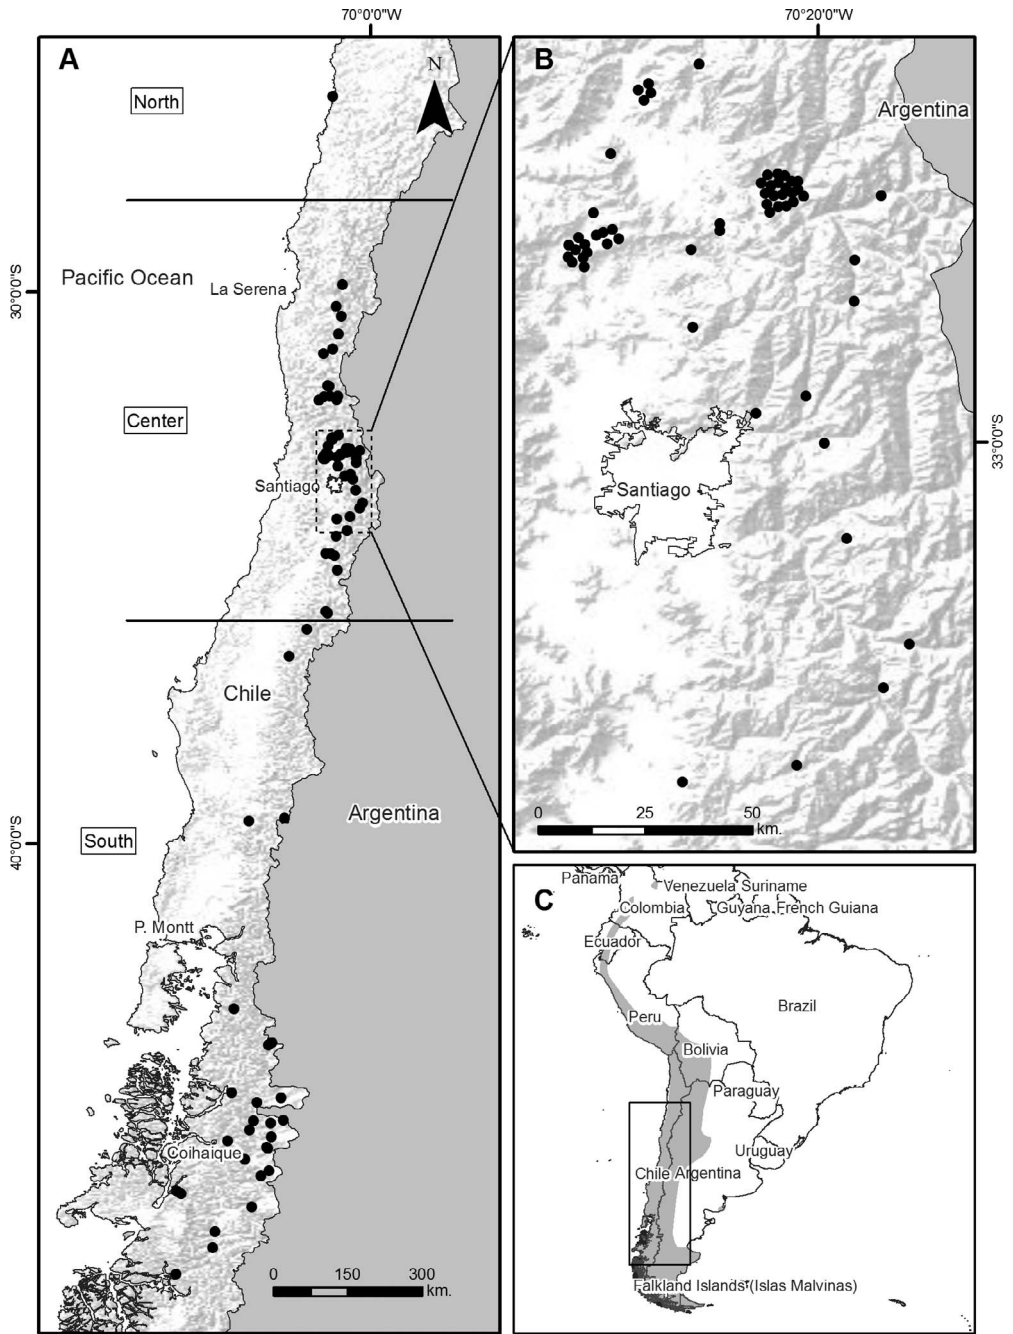 70°0'0"W
70°20'0"W
A
N
North
Pacific Ocean
La Serena
30°0'0"S
Center
Santiago
Chile
Argentina
South
40°0'0"S
P. Montt
Coihaique
0 150 300 km.
B
Argentina
33°0'0"S
Santiago
0 25 50 km.
C
Panama
Venezuela Suriname
Colombia Guyana French Guiana
Ecuador
Brazil
Peru
Bolivia
Paraguay
Uruguay
Chile Argentina
Falkland Islands (Islas Malvinas)